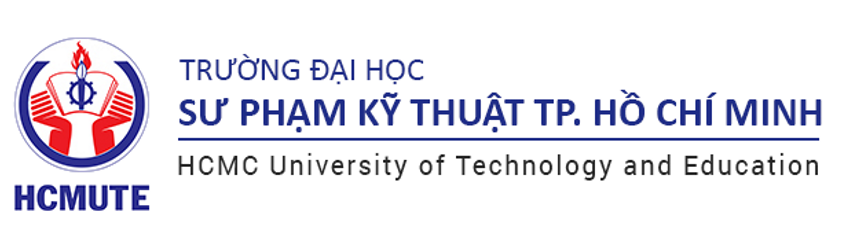 TRƯỜNG ĐẠI HỌC
SƯ PHẠM KỸ THUẬT TP. HỒ CHÍ MINH
HCMC University of Technology and Education
HCMUTE